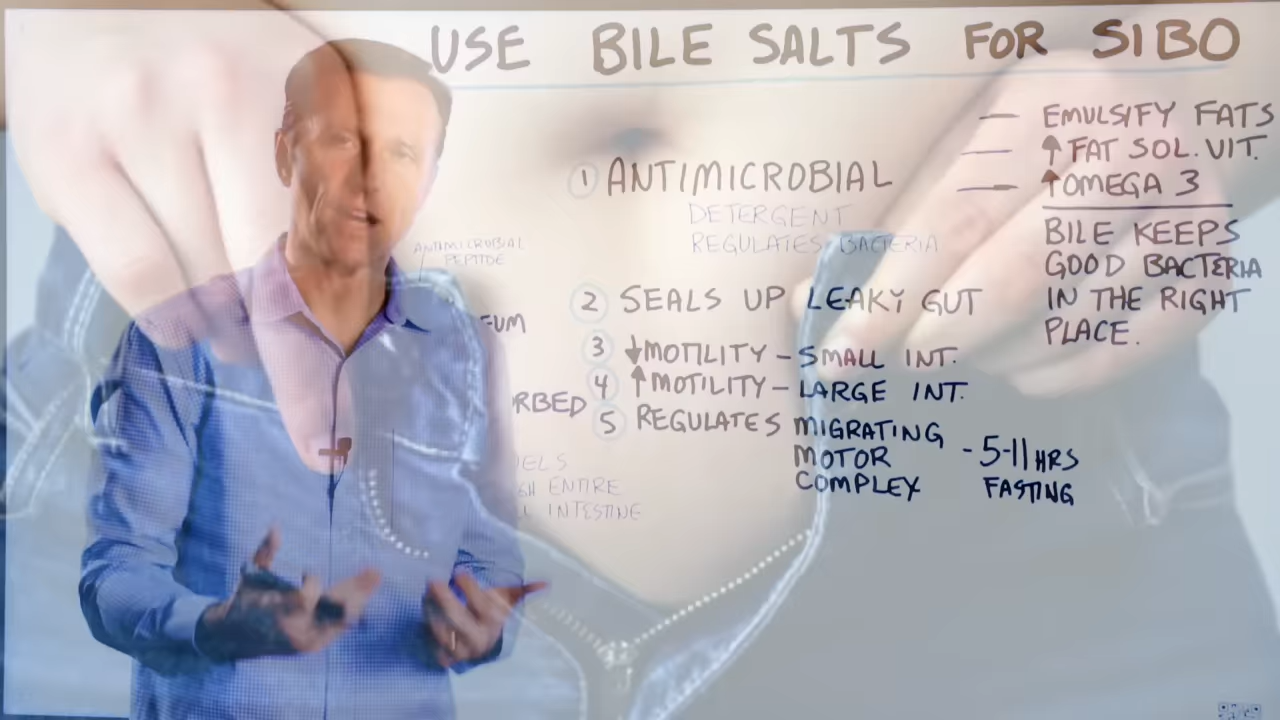 USE BILE SALTS FOR SIBO
EMULSIFY FATS
↑ FAT SOL. VIT.
↑ OMEGA 3
BILE KEEPS
GOOD BACTERIA
IN THE RIGHT
PLACE.
1 ANTIMICROBIAL
DETERGENT
REGULATES BACTERIA
ANTIMICROBIAL
PEPTIDE
2 SEALS UP LEAKY GUT
3 ↓MOTILITY - SMALL INT.
4 ↑MOTILITY - LARGE INT.
5 REGULATES MIGRATING
MOTOR
COMPLEX
- 5-11 HRS
FASTING
ENTIRE
INTESTINE